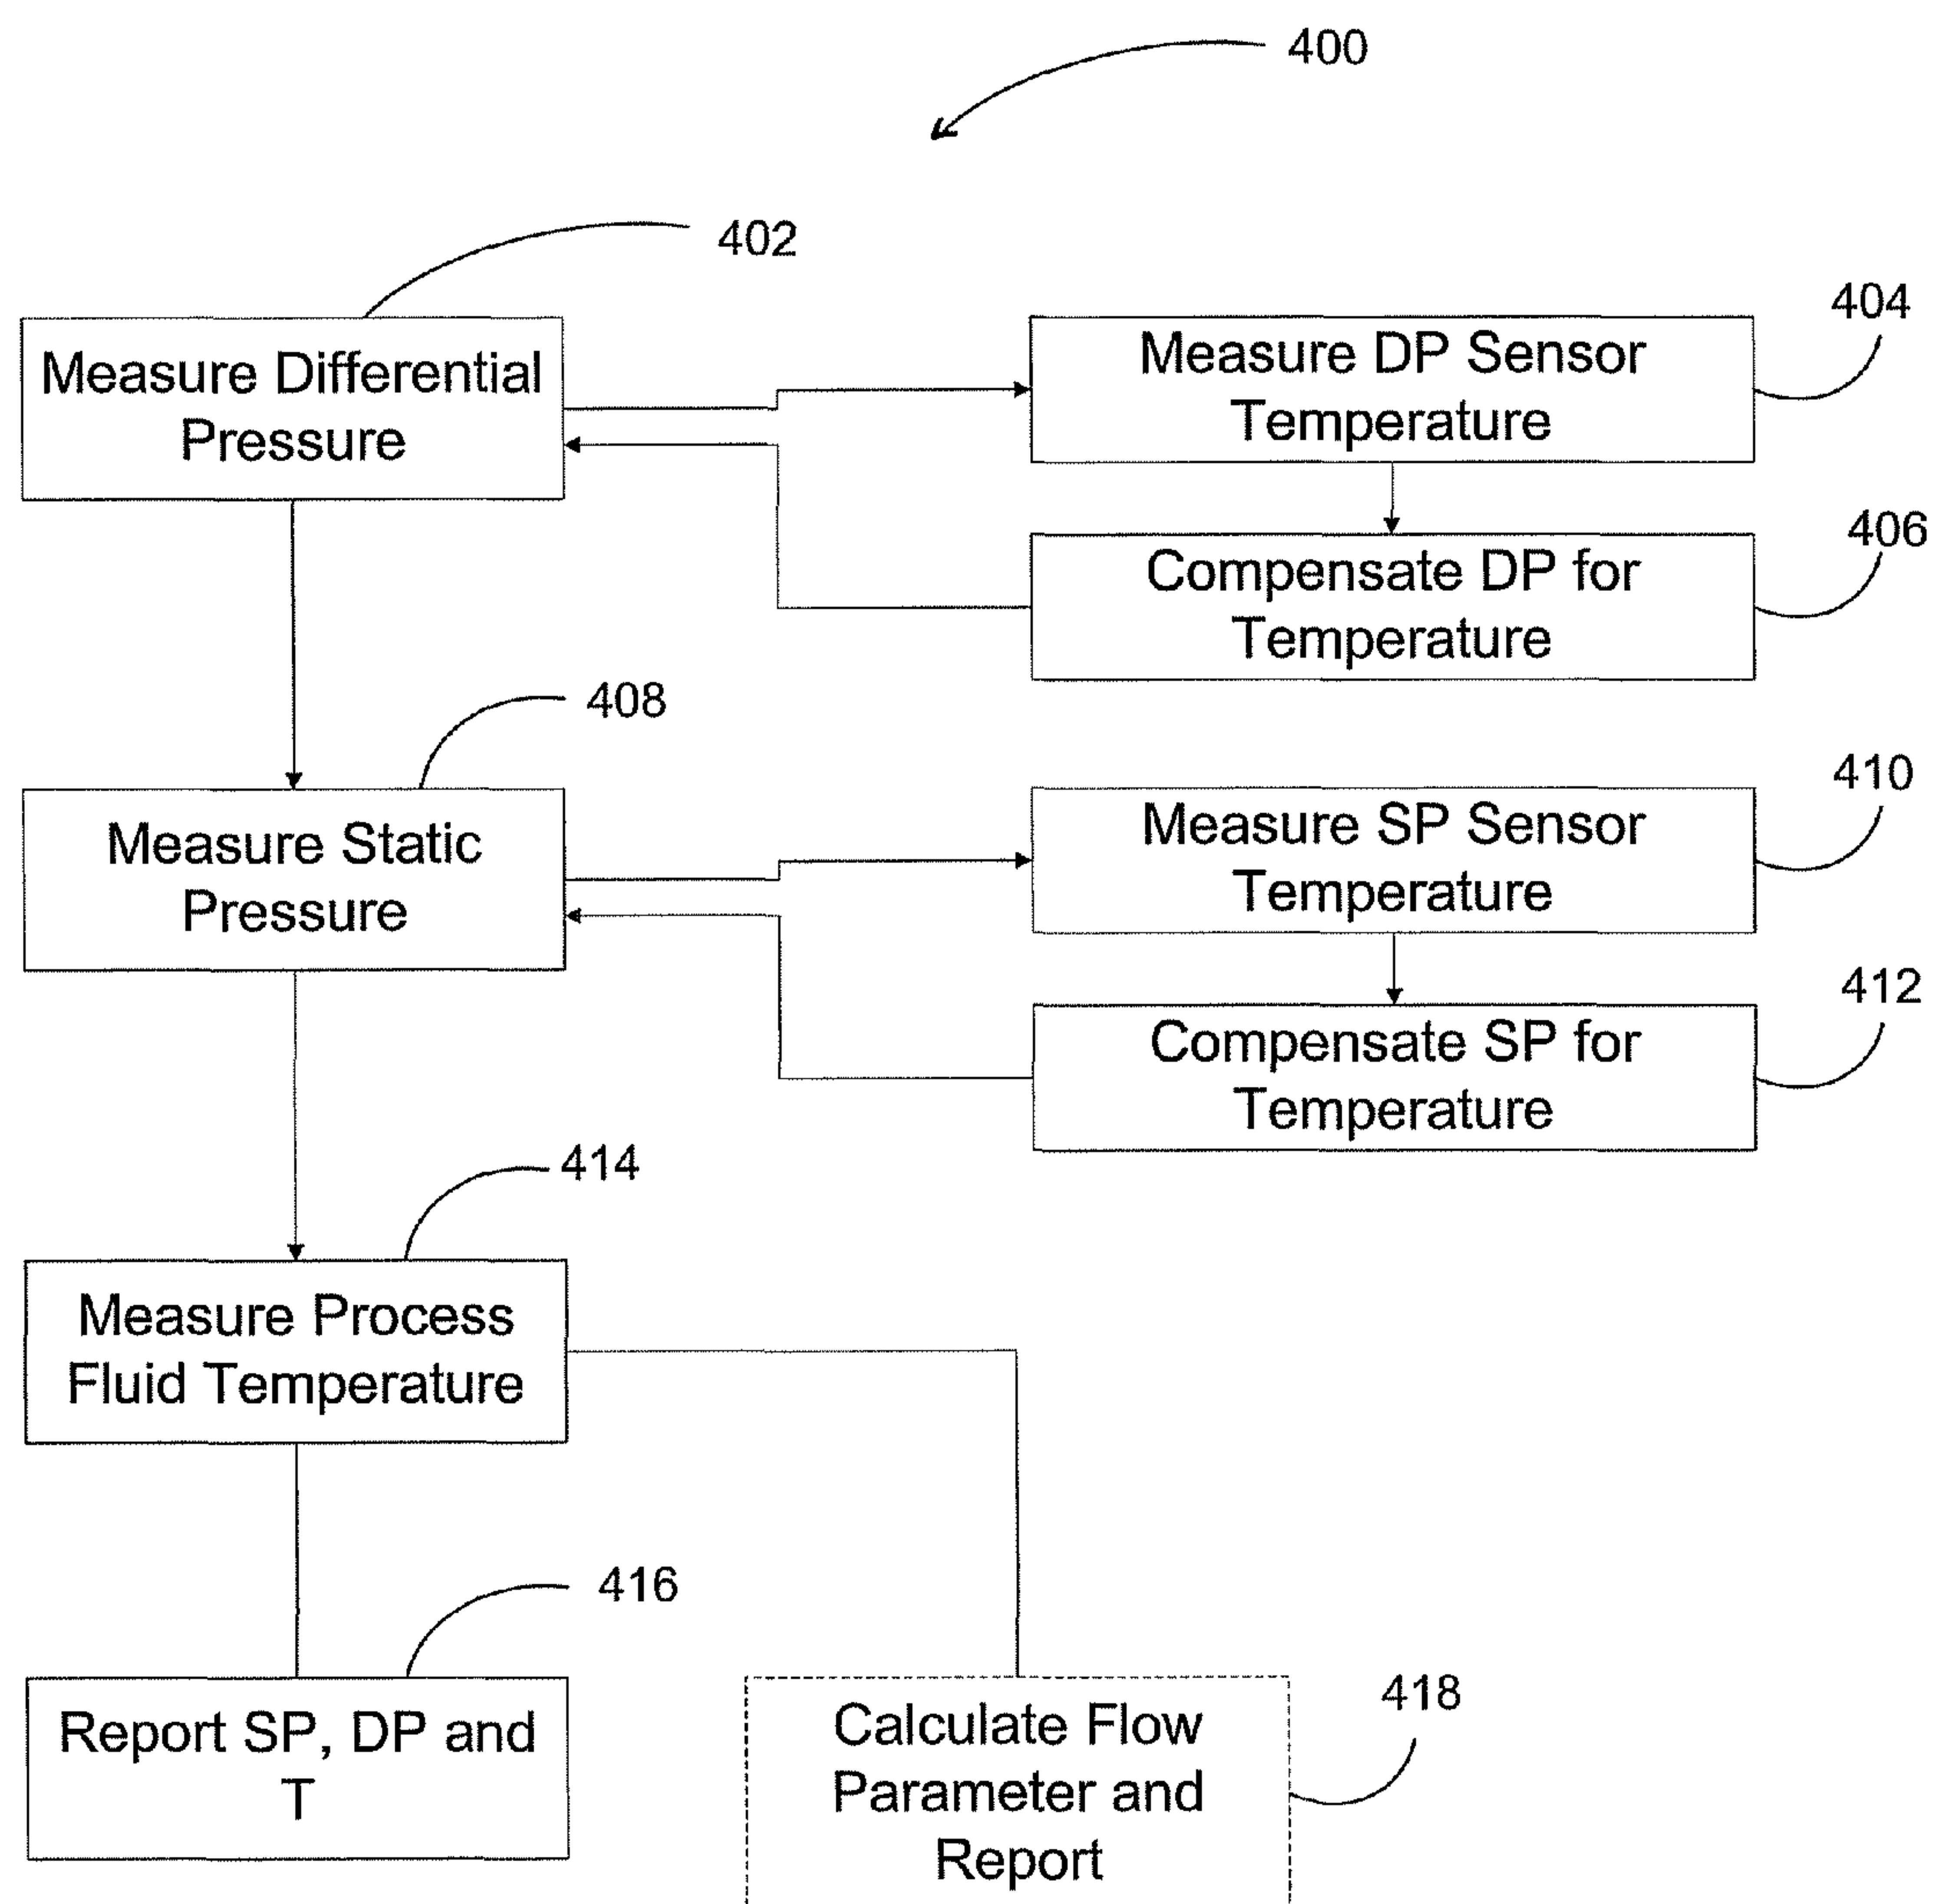 400
402
Measure Differential
Pressure
404
Measure DP Sensor
Temperature
406
Compensate DP for
Temperature
408
Measure Static
Pressure
410
Measure SP Sensor
Temperature
412
Compensate SP for
Temperature
414
Measure Process
Fluid Temperature
416
Report SP, DP and
T
418
Calculate Flow
Parameter and
Report